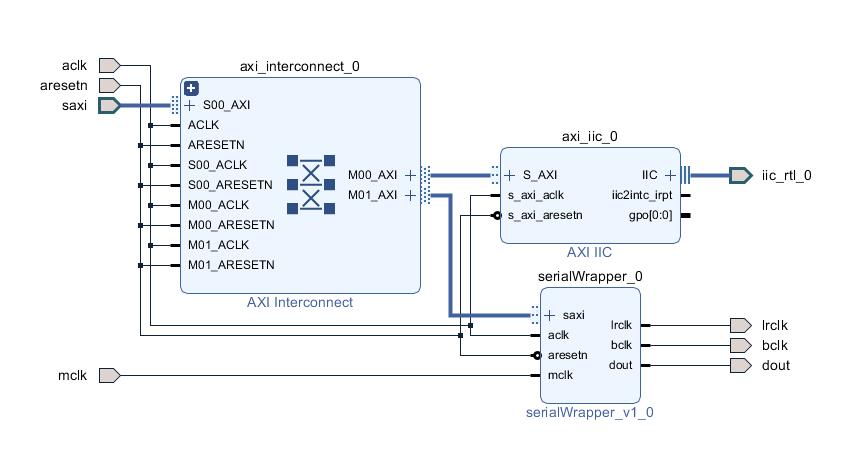 aclk
aresetn
saxi
mclk
axi_interconnect_0
S00_AXI
ACLK
ARESETN
S00_ACLK
S00_ARESETN
M00_ACLK
M00_ARESETN
M01_ACLK
M01_ARESETN
M00_AXI
M01_AXI
AXI Interconnect
axi_iic_0
S_AXI
s_axi_aclk
s_axi_aresetn
IIC
iic2intc_irpt
gpo[0:0]
AXI IIC
iic_rtl_0
serialWrapper_0
saxi
aclk
aresetn
mclk
lrclk
bclk
dout
serialWrapper_v1_0
lrclk
bclk
dout